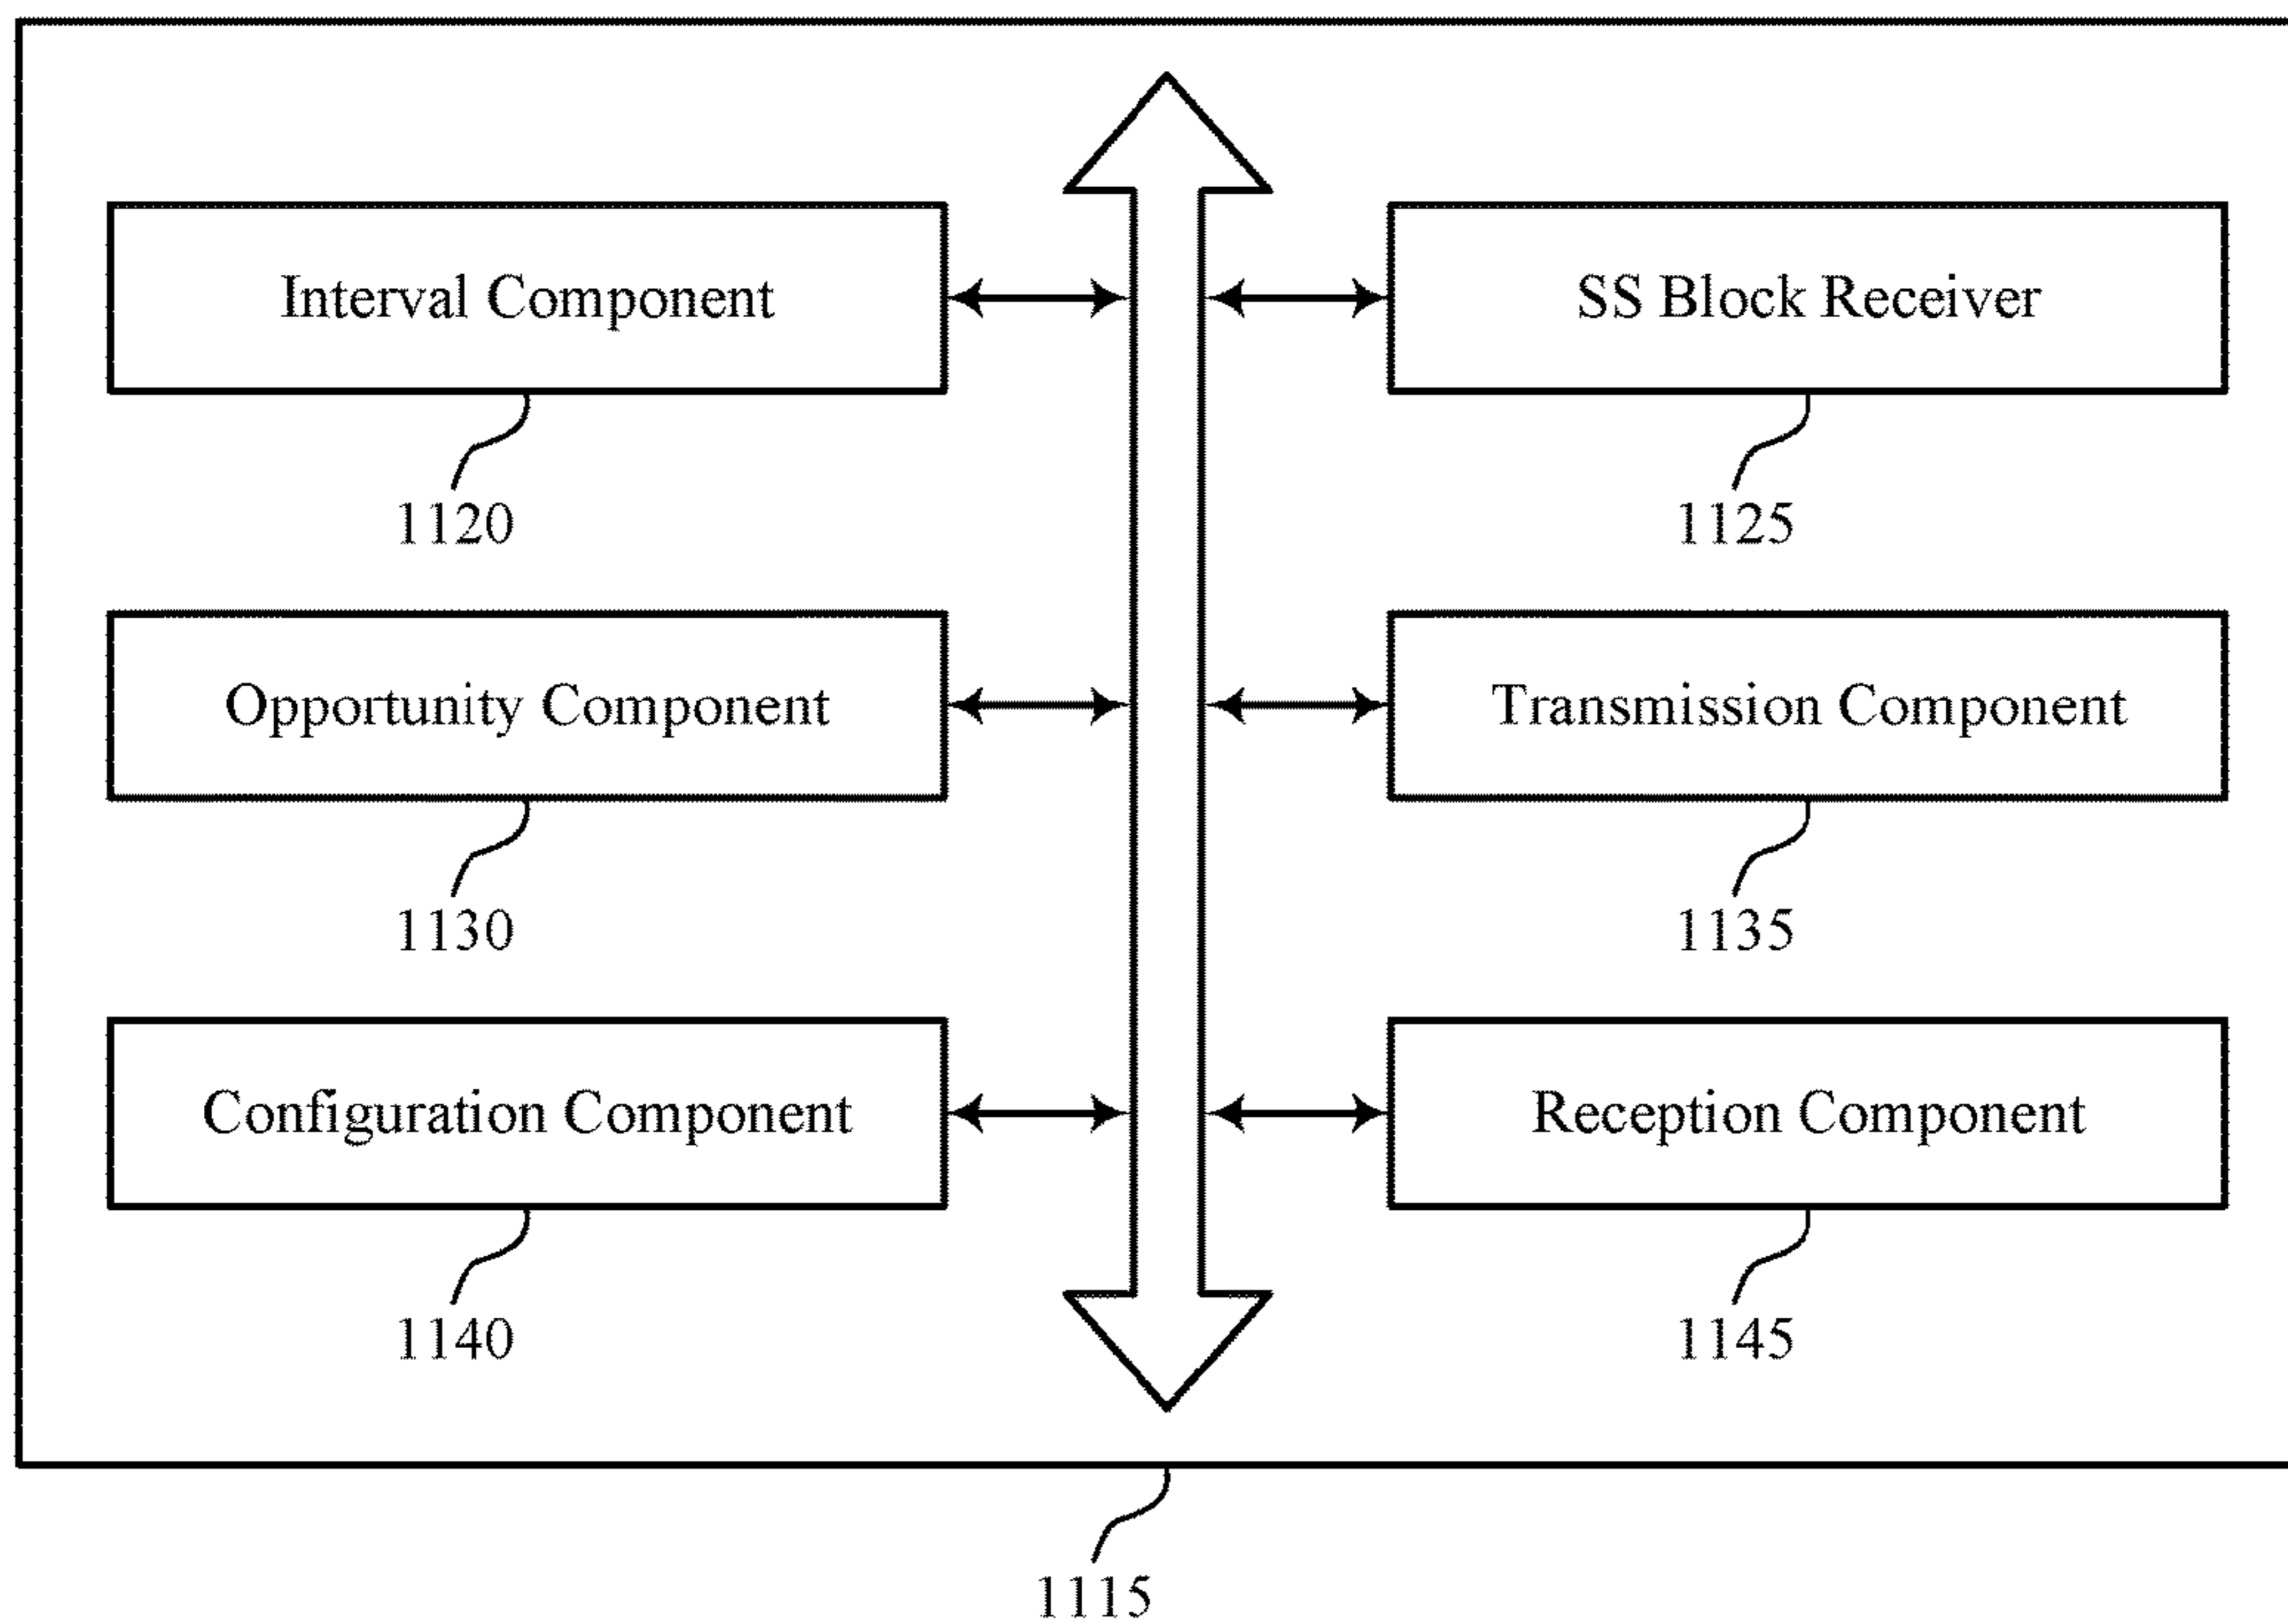 Interval Component
SS Block Receiver
1120
1125
Opportunity Component
Transmission Component
1130
1135
Configuration Component
Reception Component
1140
1145
1115